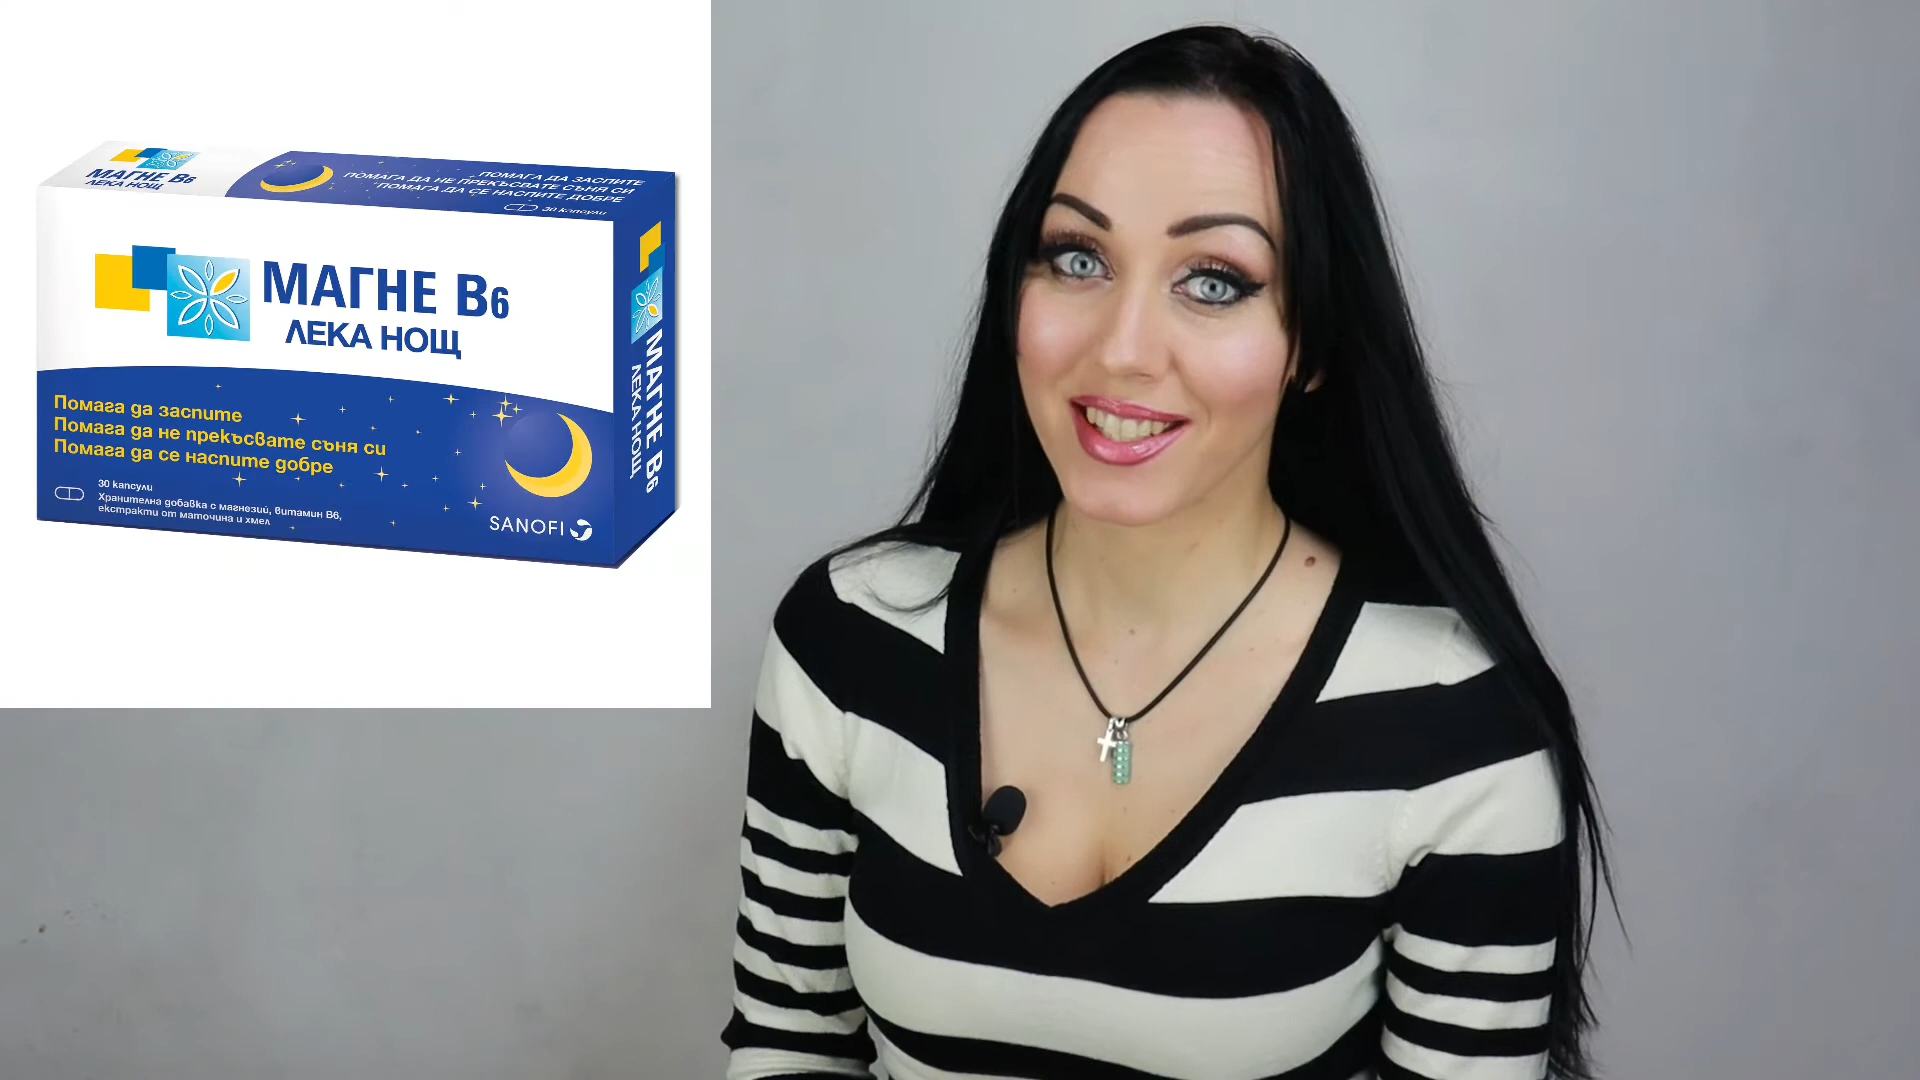 МАГНЕ B6
ЛЕКА НОЩ
ПОМАГА ДА ЗАСПИТЕ
ПОМАГА ДА НЕ ПРЕКЪСВАТЕ СЪНЯ СИ
ПОМАГА ДА СЕ НАСПИТЕ ДОБРЕ
30 капсули
МАГНЕ B6
ЛЕКА НОЩ
Помага да заспите
Помага да не прекъсвате съня си
Помага да се наспите добре
30 капсули
Хранителна добавка с магнезий, витамин B6,
екстракти от маточина и хмел
SANOFI
МАГНЕ B6
ЛЕКА НОЩ